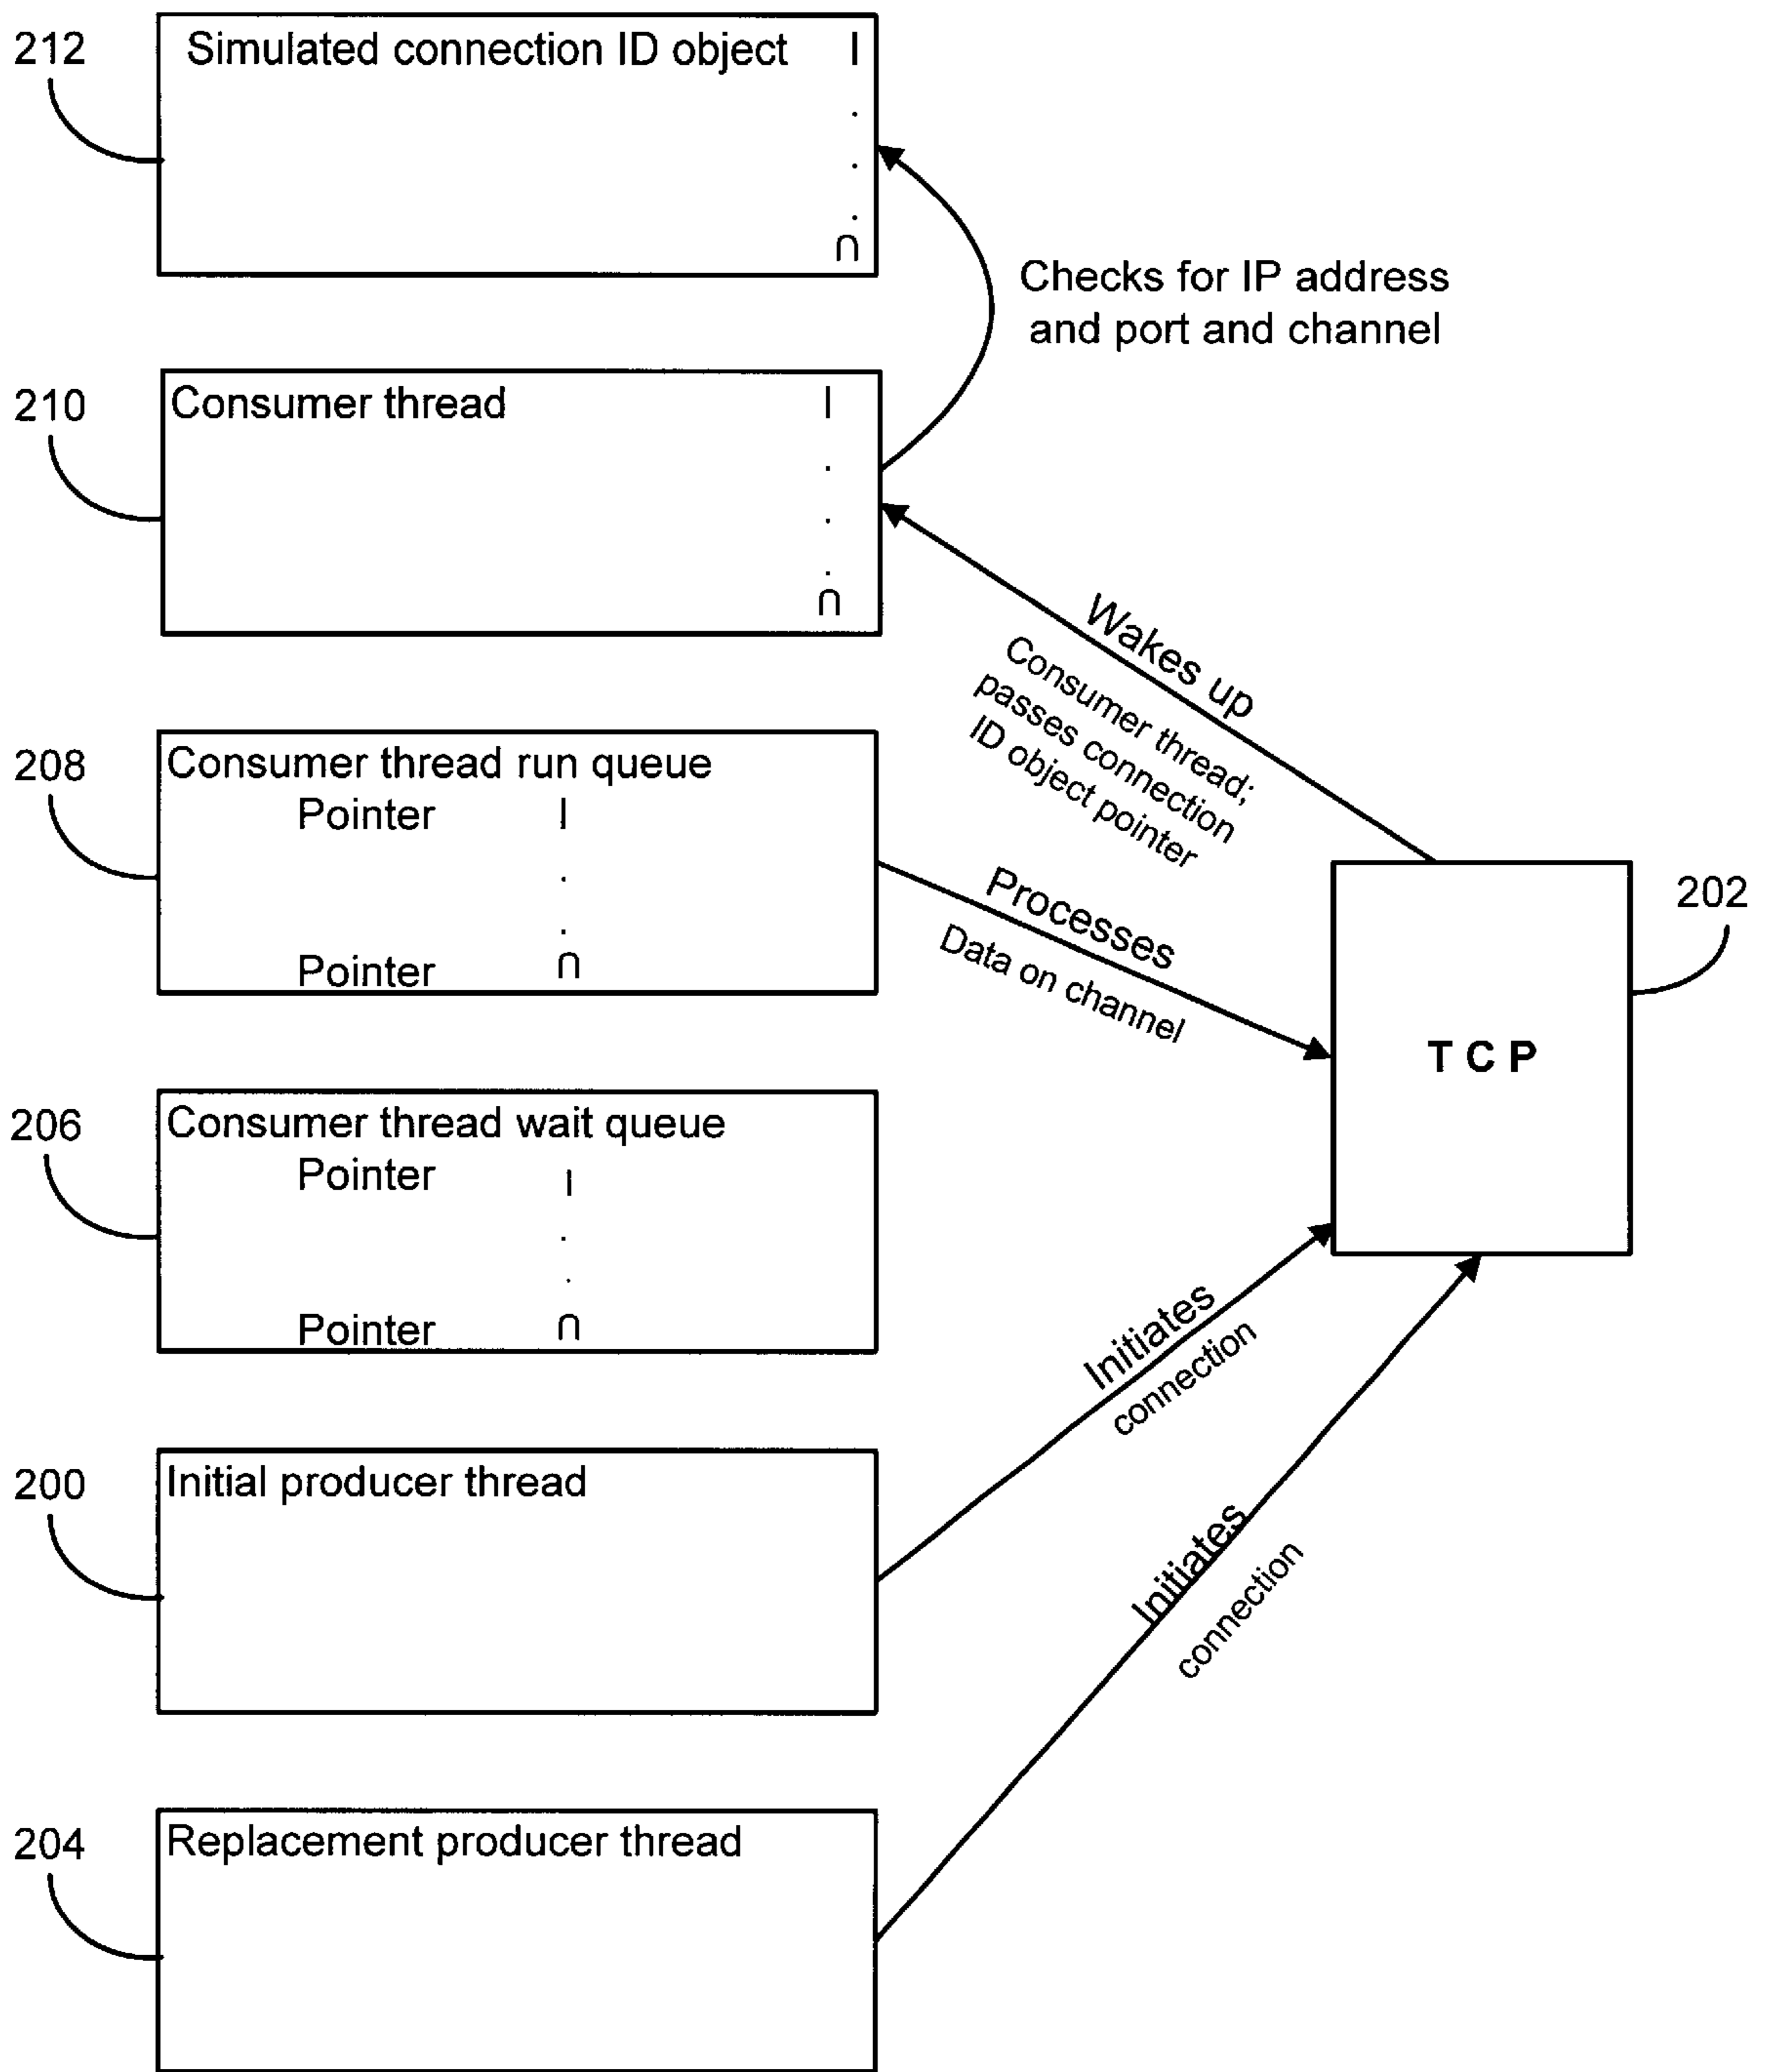 212
Simulated connection ID object I
.
.
.
n
Checks for IP address
and port and channel
210
Consumer thread I
.
.
.
n
Wakes up
Consumer thread;
passes connection
ID object pointer
208
Consumer thread run queue
Pointer I
.
.
Pointer n
Processes
Data on channel
202
T C P
206
Consumer thread wait queue
Pointer I
.
.
Pointer n
Initiates
connection
200
Initial producer thread
Initiates
connection
204
Replacement producer thread